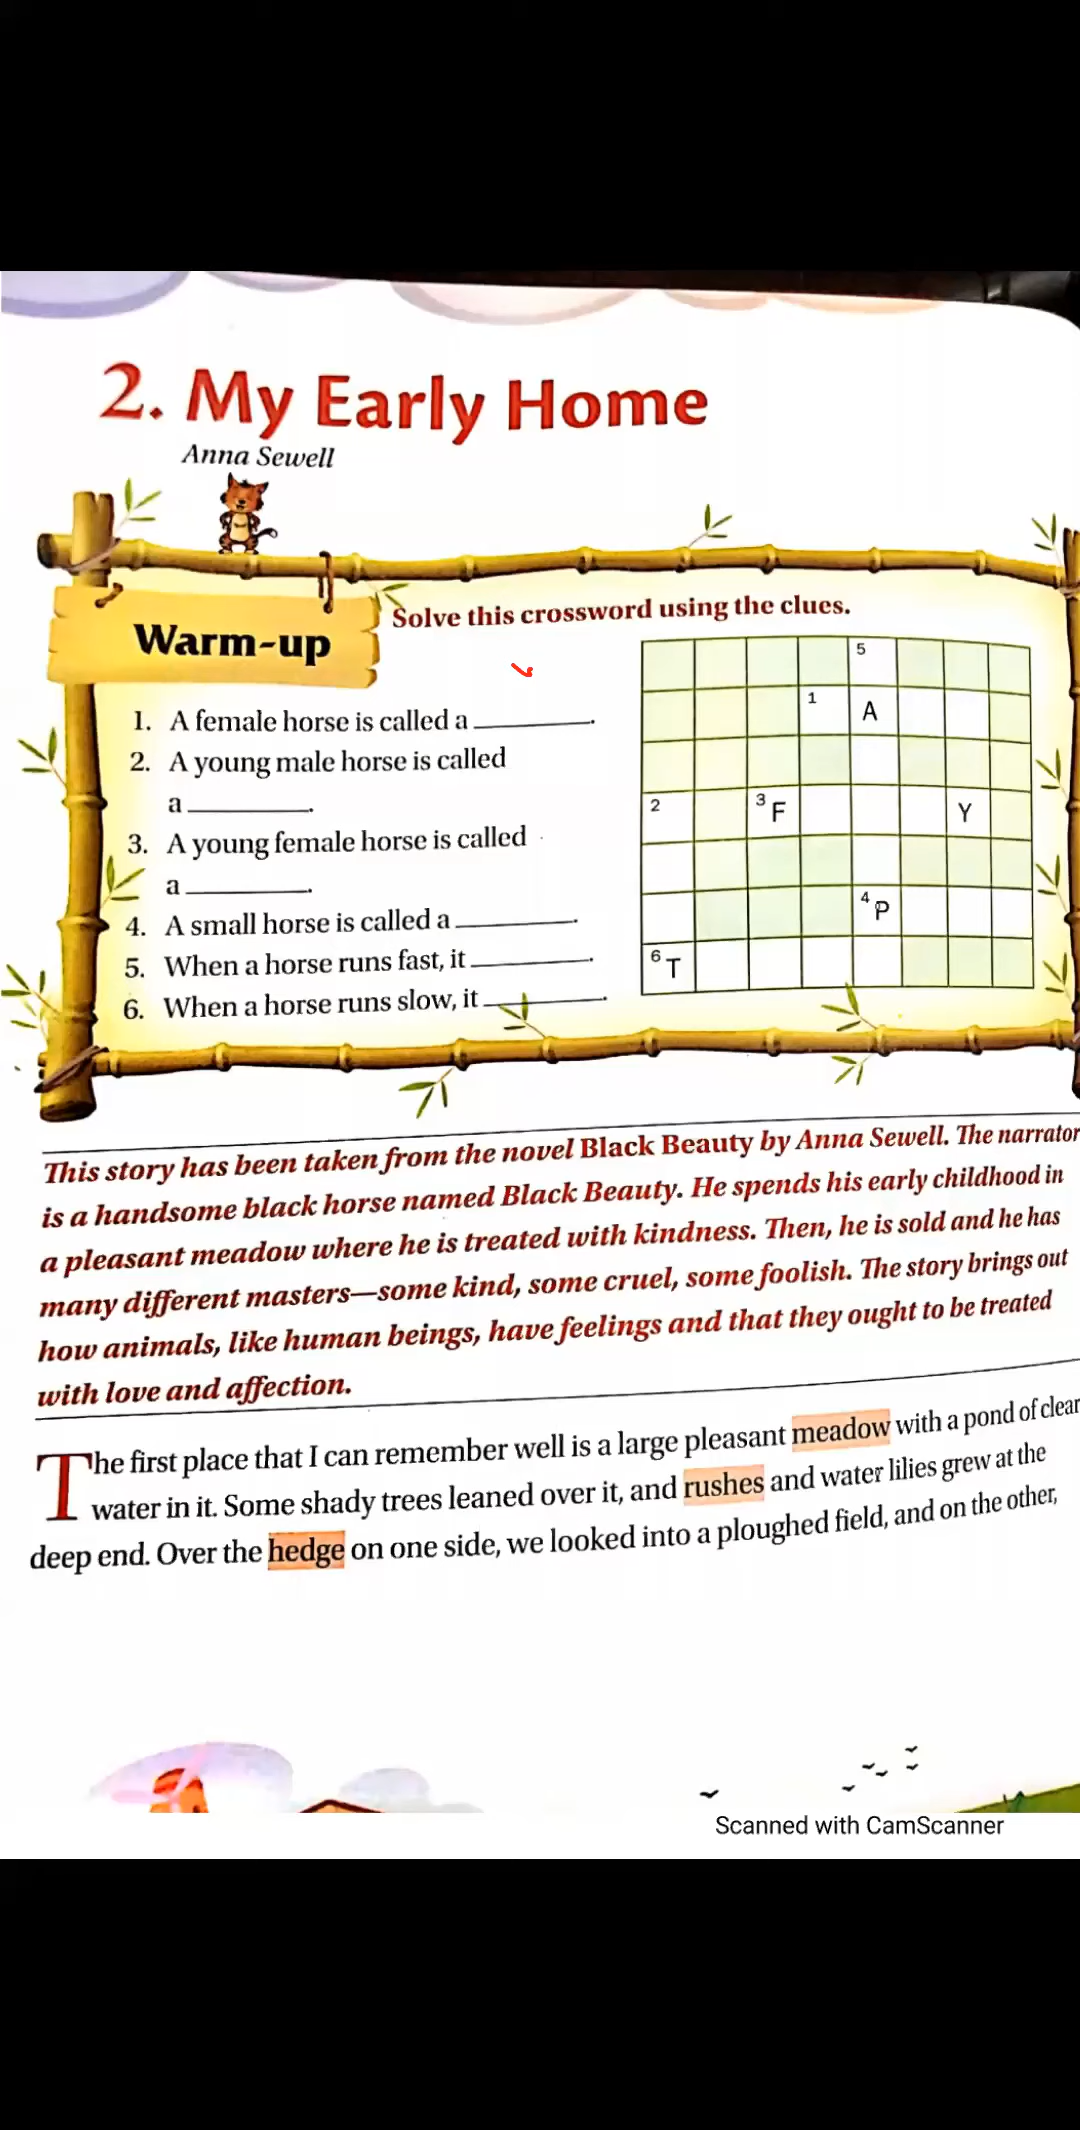 2. My Early Home
Anna Sewell
Warm-up
Solve this crossword using the clues.
1. A female horse is called a ________.
2. A young male horse is called
a ________.
3. A young female horse is called
a ________.
4. A small horse is called a ________.
5. When a horse runs fast, it ________.
6. When a horse runs slow, it ________.
5
1 A
2 3 F Y
4 P
6 T
This story has been taken from the novel Black Beauty by Anna Sewell. The narrator
is a handsome black horse named Black Beauty. He spends his early childhood in
a pleasant meadow where he is treated with kindness. Then, he is sold and he has
many different masters—some kind, some cruel, some foolish. The story brings out
how animals, like human beings, have feelings and that they ought to be treated
with love and affection.
The first place that I can remember well is a large pleasant meadow with a pond of clear
water in it. Some shady trees leaned over it, and rushes and water lilies grew at the
deep end. Over the hedge on one side, we looked into a ploughed field, and on the other,
Scanned with CamScanner